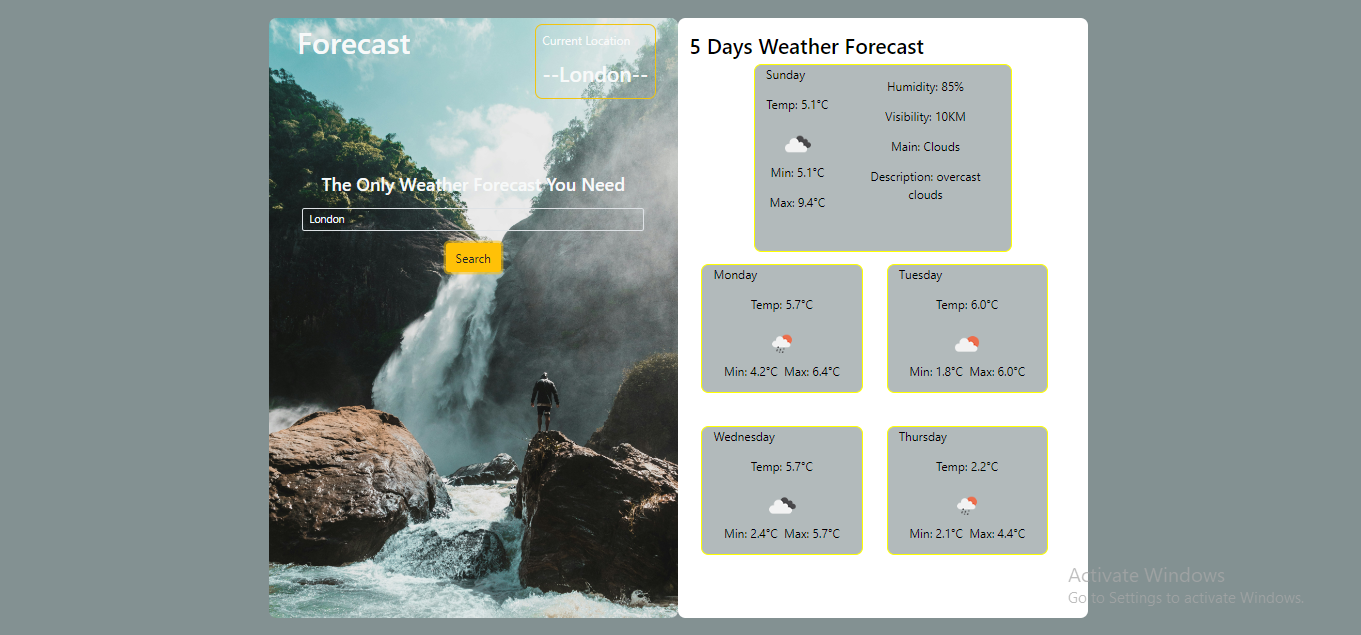 Forecast
Current Location
--London--
The Only Weather Forecast You Need
London
Search
5 Days Weather Forecast
Sunday
Temp: 5.1°C
Min: 5.1°C
Max: 9.4°C
Humidity: 85%
Visibility: 10KM
Main: Clouds
Description: overcast
clouds
Monday
Temp: 5.7°C
Min: 4.2°C Max: 6.4°C
Tuesday
Temp: 6.0°C
Min: 1.8°C Max: 6.0°C
Wednesday
Temp: 5.7°C
Min: 2.4°C Max: 5.7°C
Thursday
Temp: 2.2°C
Min: 2.1°C Max: 4.4°C
Activate Windows
Go to Settings to activate Windows.